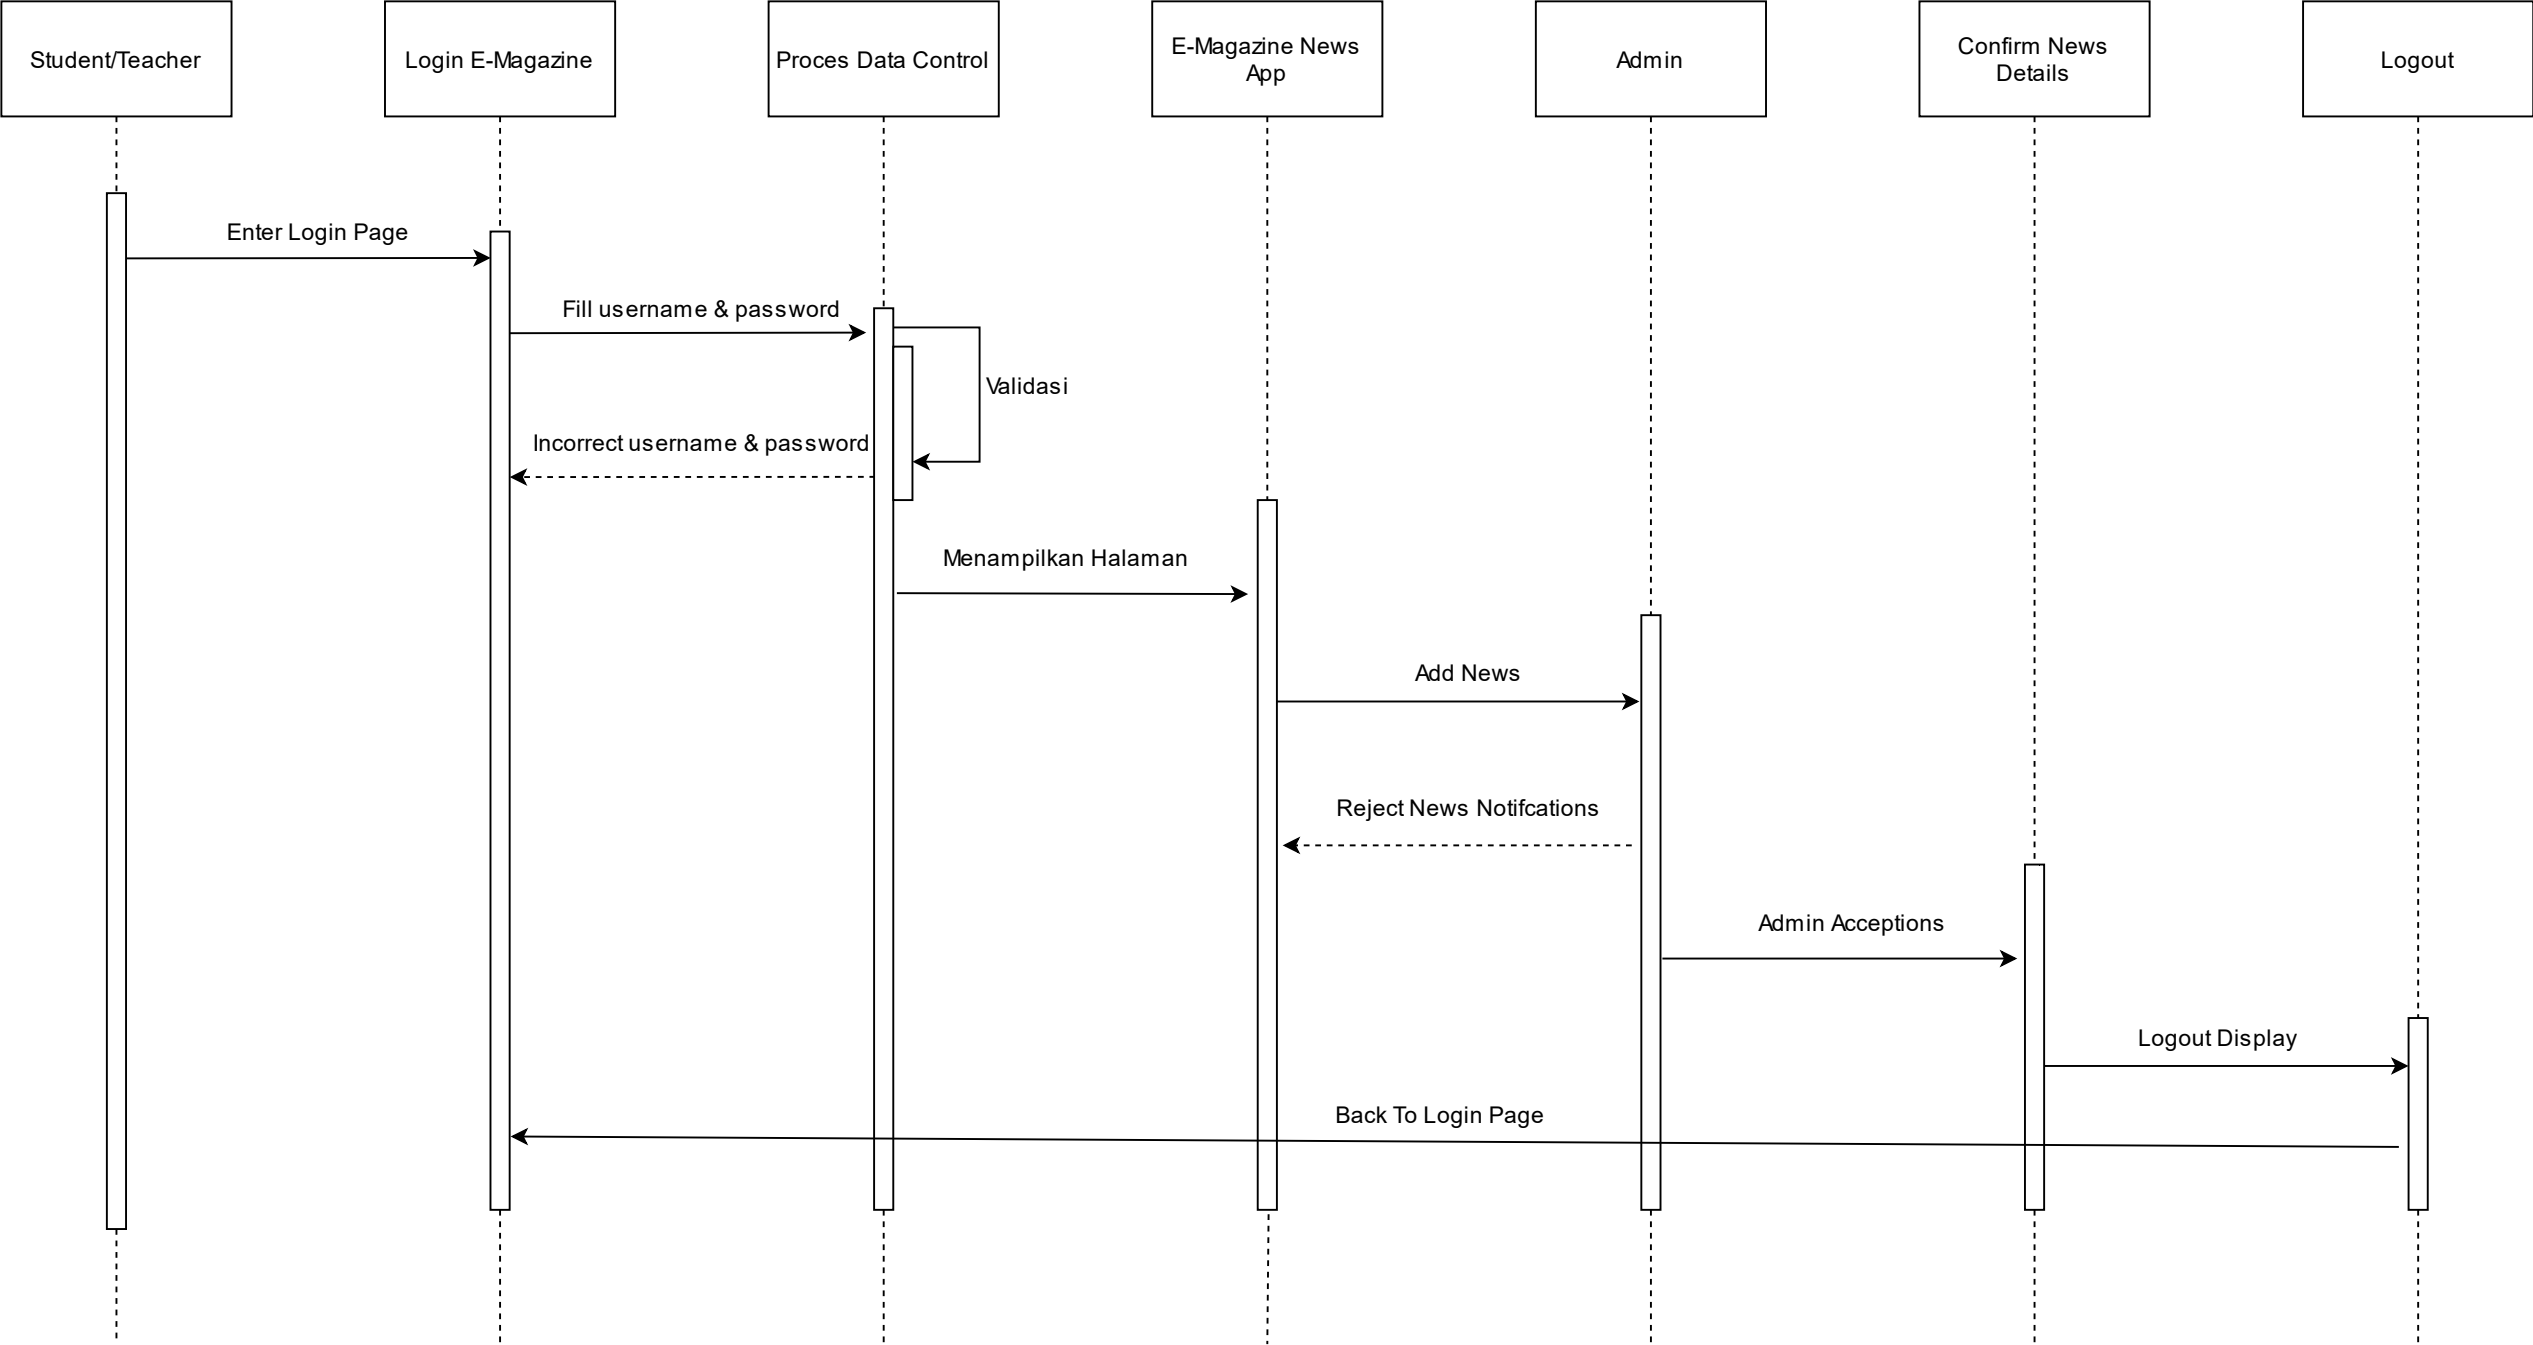 Student/Teacher
Login E-Magazine
Proces Data Control
E-Magazine News
App
Admin
Confirm News
Details
Logout
Enter Login Page
Fill username & password
Validasi
Incorrect username & password
Menampilkan Halaman
Add News
Reject News Notifcations
Admin Acceptions
Logout Display
Back To Login Page